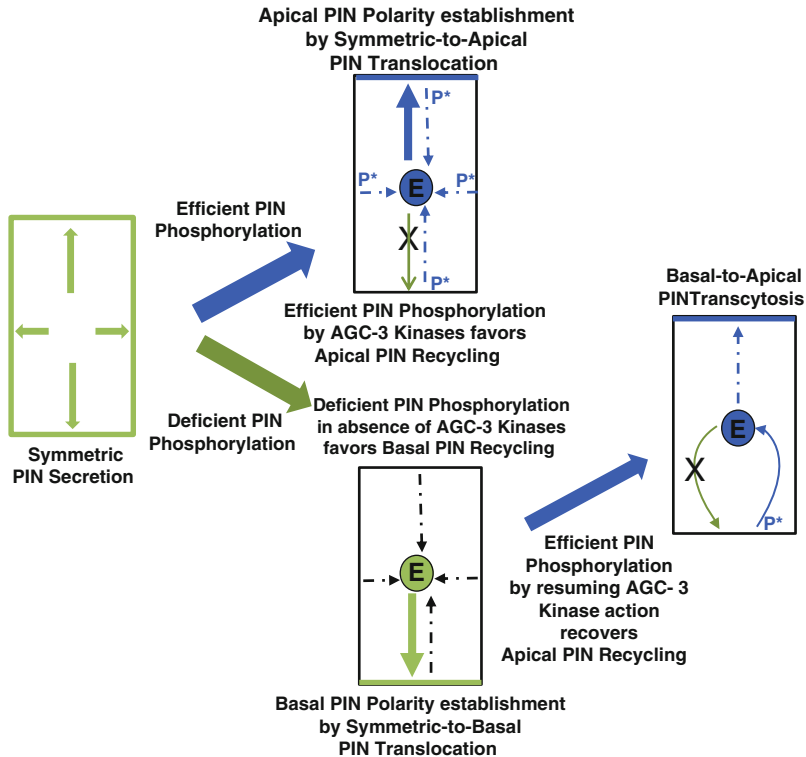 Apical PIN Polarity establishment
by Symmetric-to-Apical
PIN Translocation
P*
P*
E
P*
X
P*
Efficient PIN
Phosphorylation
Efficient PIN Phosphorylation
by AGC-3 Kinases favors
Apical PIN Recycling
Symmetric
PIN Secretion
Deficient PIN
Phosphorylation
Deficient PIN Phosphorylation
in absence of AGC-3 Kinases
favors Basal PIN Recycling
E
Basal PIN Polarity establishment
by Symmetric-to-Basal
PIN Translocation
Efficient PIN
Phosphorylation
by resuming AGC- 3
Kinase action
recovers
Apical PIN Recycling
Basal-to-Apical
PINTranscytosis
E
X
P*